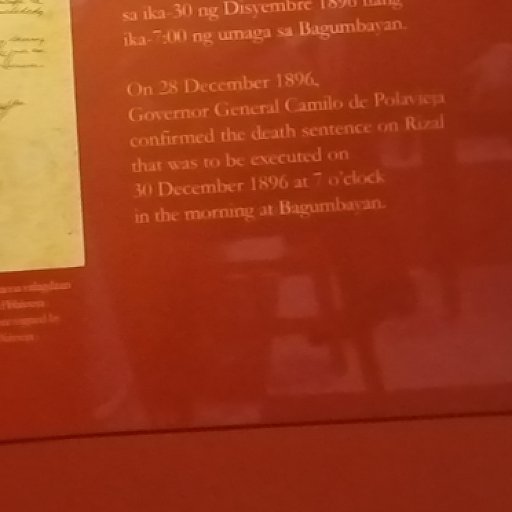 sa ika-30 ng Disyembre 1896 nang
ika-7:00 ng umaga sa Bagumbayan.
On 28 December 1896,
Governor General Camilo de Polavieja
confirmed the death sentence on Rizal
that was to be executed on
30 December 1896 at 7 o'clock
in the morning at Bagumbayan.